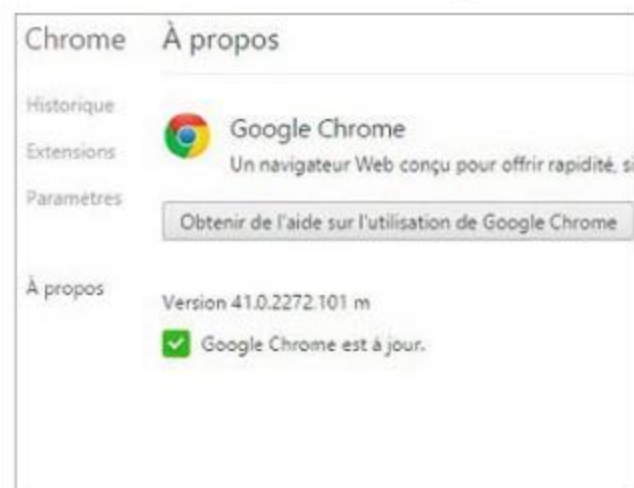 Chrome
À propos
Historique
Extensions
Paramètres
À propos
Google Chrome
Un navigateur Web conçu pour offrir rapidité, si
Obtenir de l'aide sur l'utilisation de Google Chrome
Version 41.0.2272.101 m
Google Chrome est à jour.